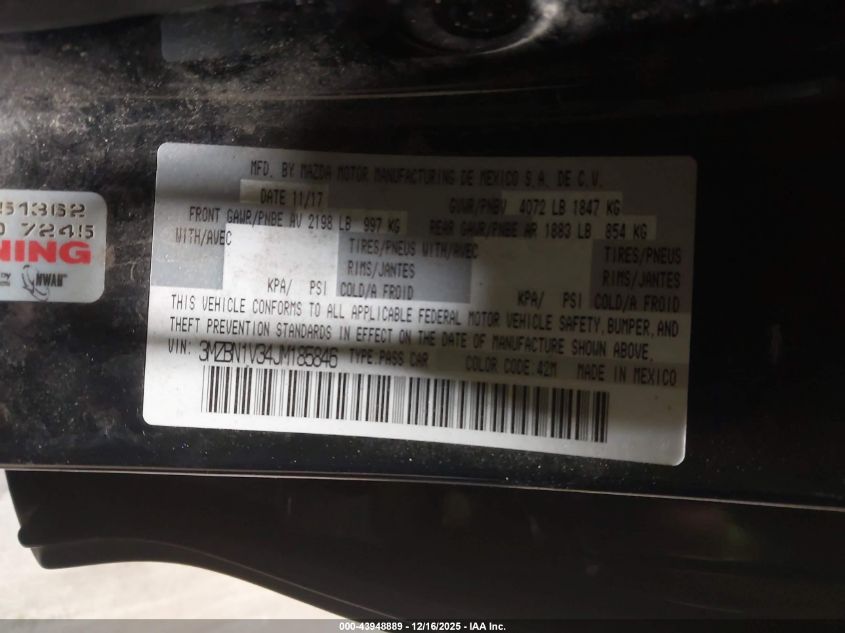 MFD. BY MAZDA MOTOR MANUFACTURING DE MEXICO S.A. DE C.V.
DATE 11/17 GVWR/PNBV 4072 LB 1847 KG
FRONT GAWR/PNBE AV 2198 LB 997 KG REAR GAWR/PNBE AR 1883 LB 854 KG
WITH/AVEC TIRES/PNEUS WITH/AVEC TIRES/PNEUS
RIMS/JANTES RIMS/JANTES
KPA/ PSI COLD/A FROID KPA/ PSI COLD/A FROID
THIS VEHICLE CONFORMS TO ALL APPLICABLE FEDERAL MOTOR VEHICLE SAFETY, BUMPER, AND
THEFT PREVENTION STANDARDS IN EFFECT ON THE DATE OF MANUFACTURE SHOWN ABOVE.
VIN: 3MZBN1V34JM185846 TYPE:PASS CAR COLOR CODE:42M MADE IN MEXICO
51362
7245
NING
NWAN
000-43948889 - 12/16/2025 - IAA Inc.